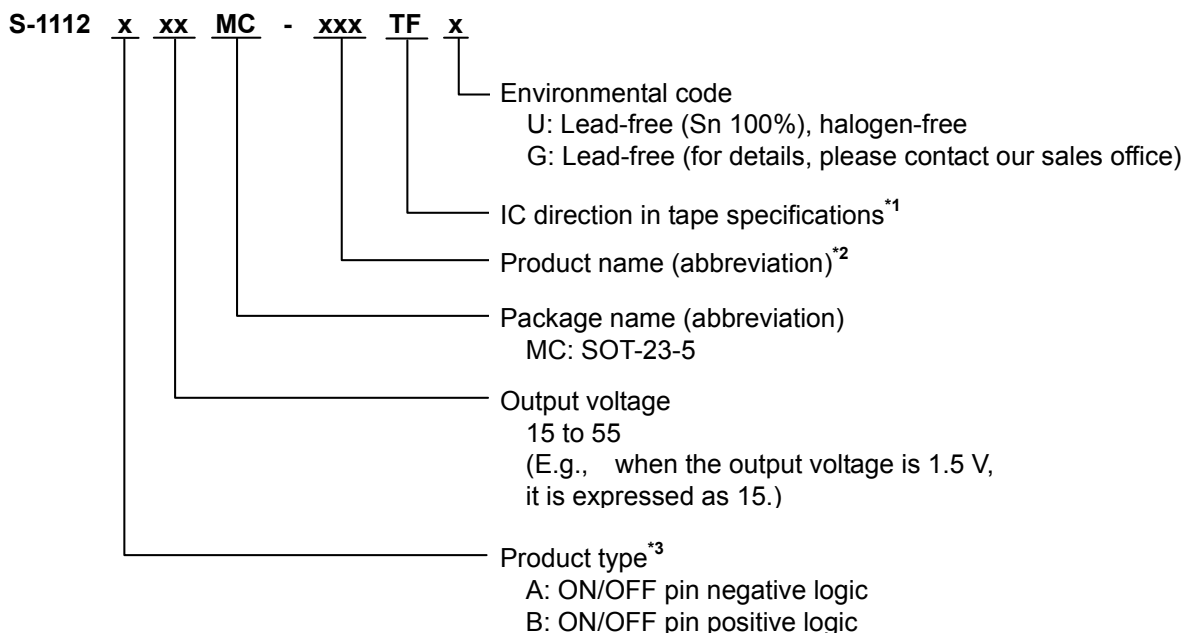 S-1112 x xx MC - xxx TF x
Environmental code
U: Lead-free (Sn 100%), halogen-free
G: Lead-free (for details, please contact our sales office)
IC direction in tape specifications*1
Product name (abbreviation)*2
Package name (abbreviation)
MC: SOT-23-5
Output voltage
15 to 55
(E.g., when the output voltage is 1.5 V,
it is expressed as 15.)
Product type*3
A: ON/OFF pin negative logic
B: ON/OFF pin positive logic